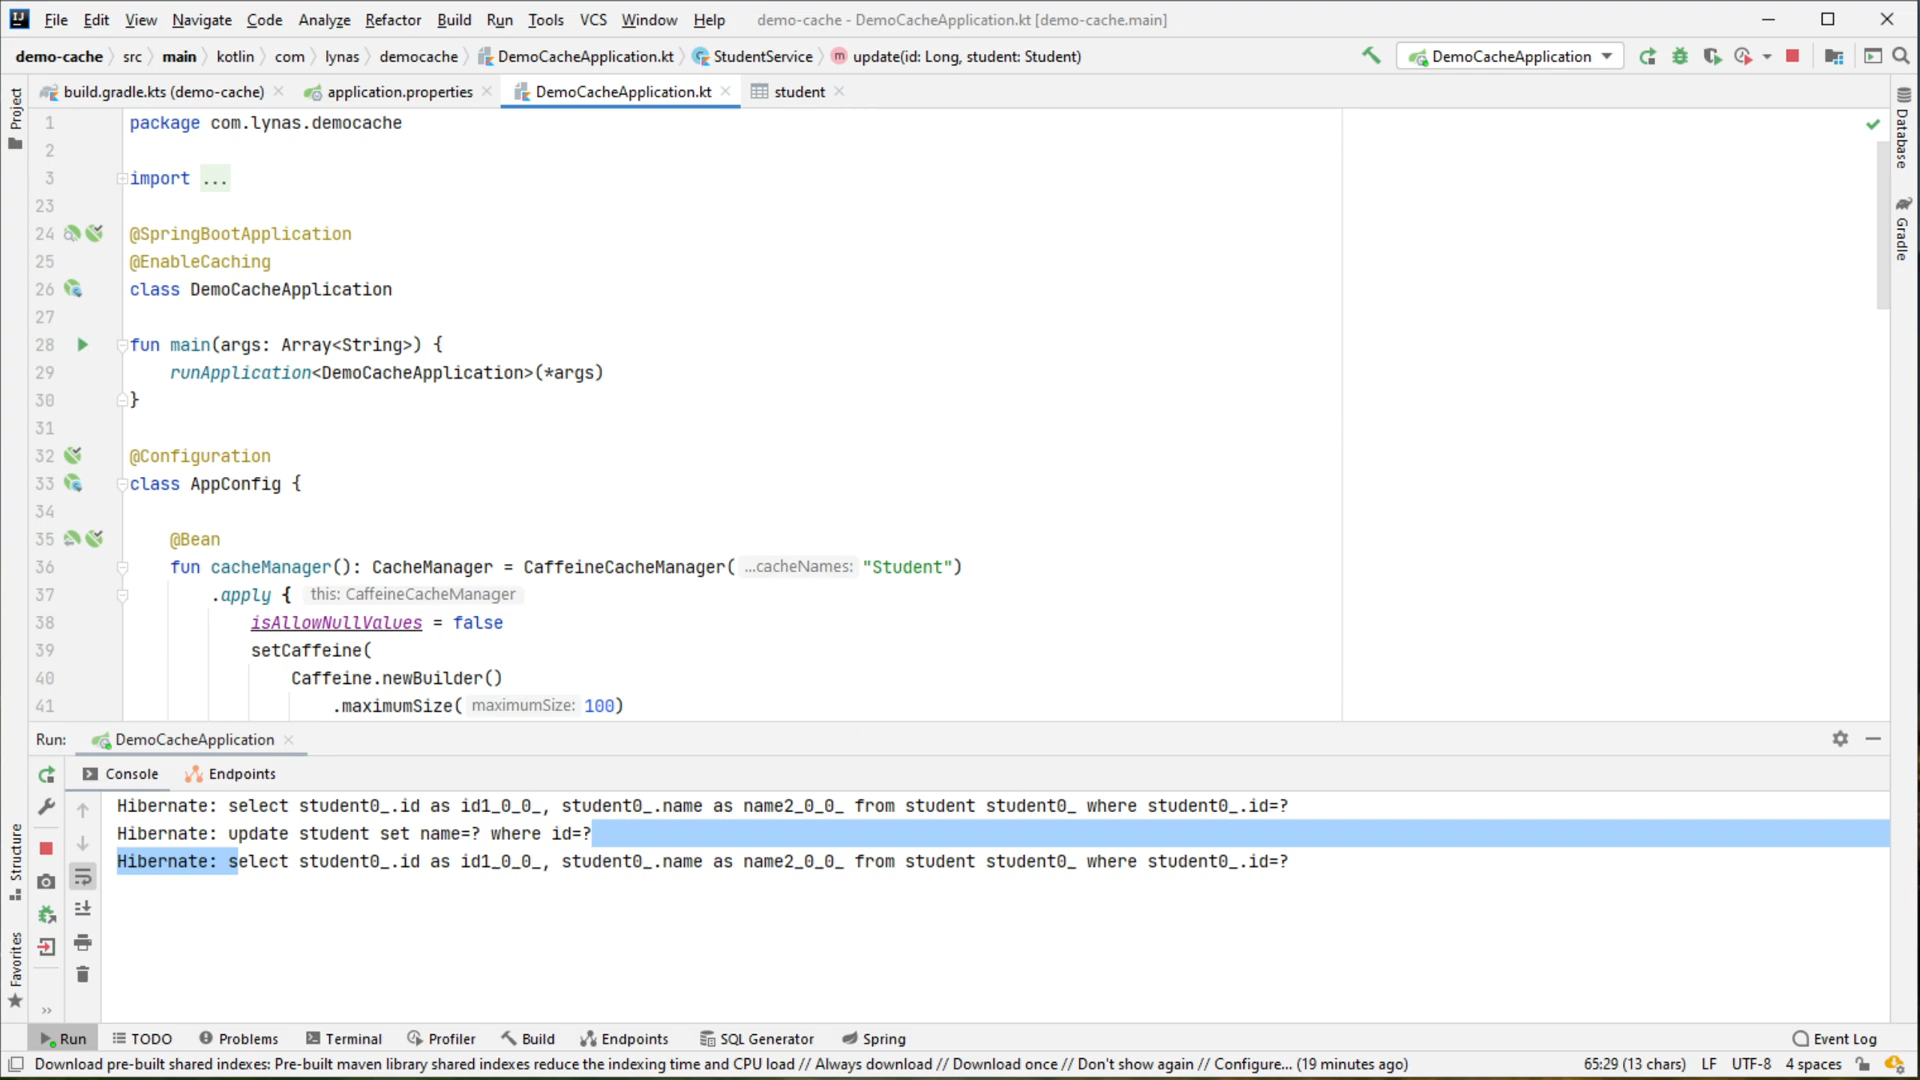 File Edit View Navigate Code Analyze Refactor Build Run Tools VCS Window Help demo-cache - DemoCacheApplication.kt [demo-cache.main]
demo-cache src main kotlin com lynas democache DemoCacheApplication.kt StudentService m update(id: Long, student: Student) DemoCacheApplication
build.gradle.kts (demo-cache) application.properties DemoCacheApplication.kt student
Project
Database
Gradle
1 package com.lynas.democache
2
3 import ...
23
24 @SpringBootApplication
25 @EnableCaching
26 class DemoCacheApplication
27
28 fun main(args: Array<String>) {
29 runApplication<DemoCacheApplication>(*args)
30 }
31
32 @Configuration
33 class AppConfig {
34
35 @Bean
36 fun cacheManager(): CacheManager = CaffeineCacheManager( ...cacheNames: "Student")
37 .apply { this: CaffeineCacheManager
38 isAllowNullValues = false
39 setCaffeine(
40 Caffeine.newBuilder()
41 .maximumSize( maximumSize: 100)
Run: DemoCacheApplication
Console Endpoints
Hibernate: select student0_.id as id1_0_0_, student0_.name as name2_0_0_ from student student0_ where student0_.id=?
Hibernate: update student set name=? where id=?
Hibernate: select student0_.id as id1_0_0_, student0_.name as name2_0_0_ from student student0_ where student0_.id=?
Structure
Favorites
Run TODO Problems Terminal Profiler Build Endpoints SQL Generator Spring Event Log
Download pre-built shared indexes: Pre-built maven library shared indexes reduce the indexing time and CPU load // Always download // Download once // Don't show again // Configure... (19 minutes ago) 65:29 (13 chars) LF UTF-8 4 spaces